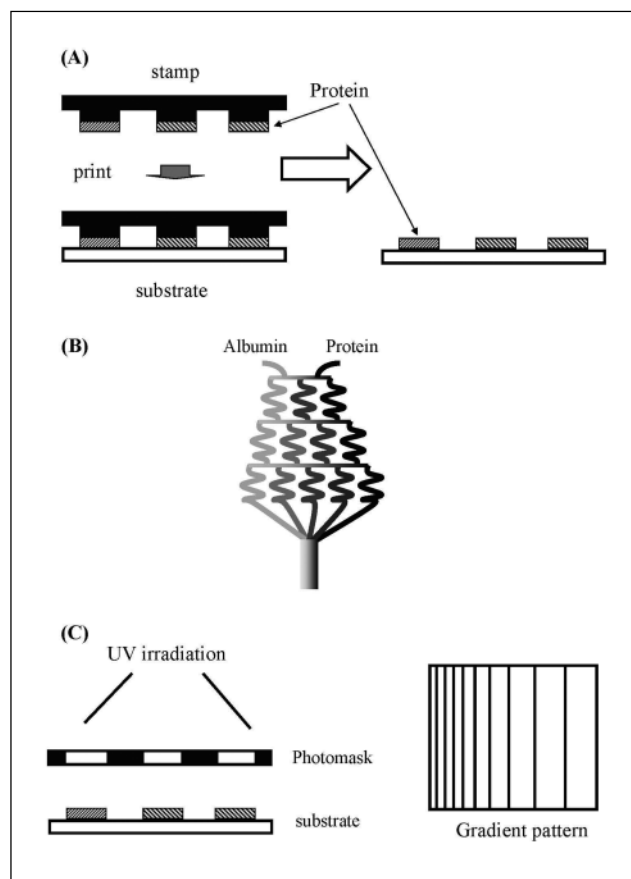 (A)
stamp
Protein
print
substrate
(B)
Albumin Protein
(C)
UV irradiation
Photomask
substrate
Gradient pattern